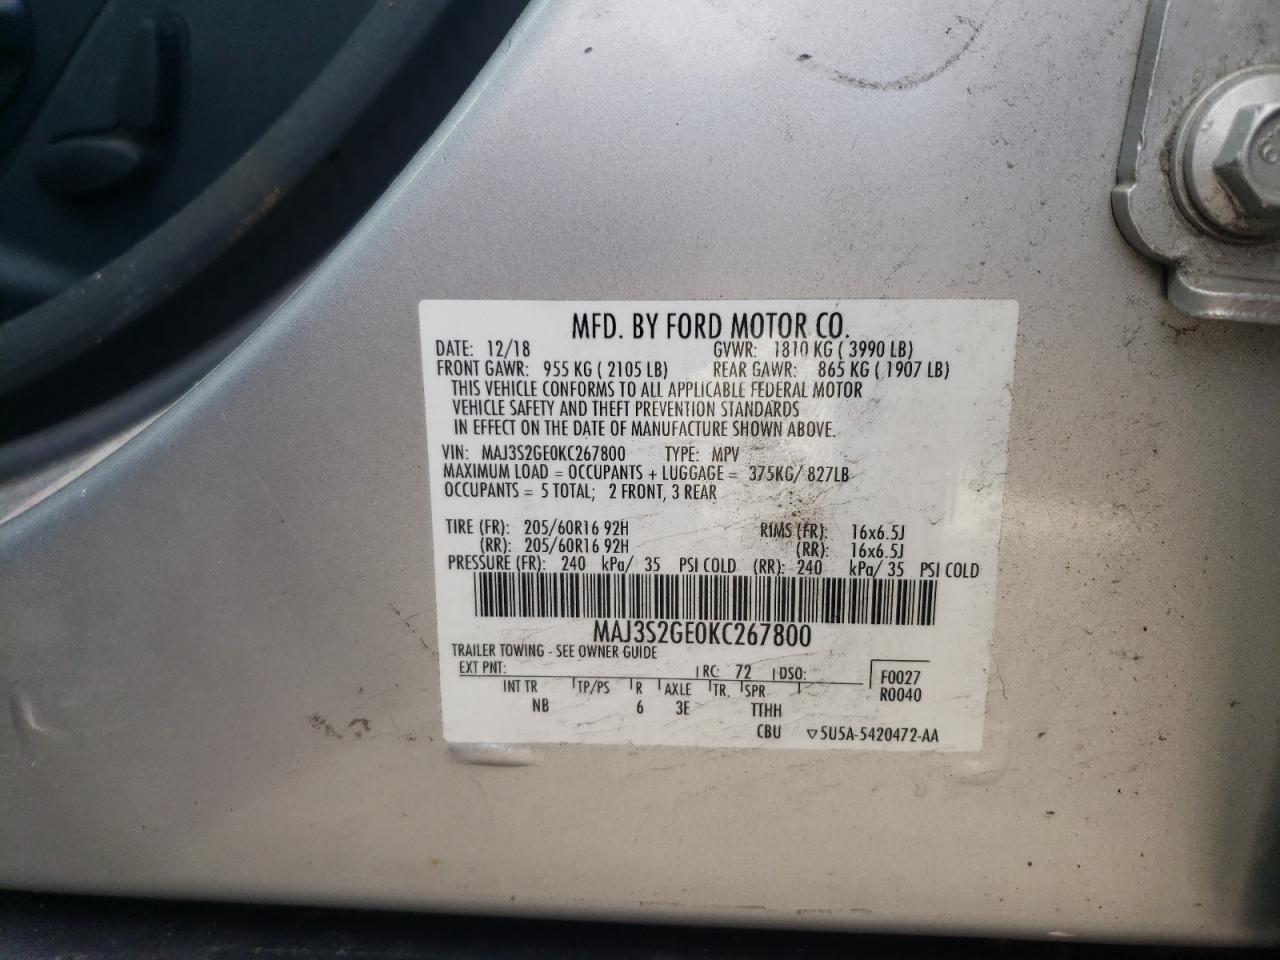 MFD. BY FORD MOTOR CO.
DATE: 12/18 GVWR: 1810 KG ( 3990 LB)
FRONT GAWR: 955 KG ( 2105 LB) REAR GAWR: 865 KG ( 1907 LB)
THIS VEHICLE CONFORMS TO ALL APPLICABLE FEDERAL MOTOR
VEHICLE SAFETY AND THEFT PREVENTION STANDARDS
IN EFFECT ON THE DATE OF MANUFACTURE SHOWN ABOVE.
VIN: MAJ3S2GE0KC267800 TYPE: MPV
MAXIMUM LOAD = OCCUPANTS + LUGGAGE = 375KG/ 827LB
OCCUPANTS = 5 TOTAL; 2 FRONT, 3 REAR
TIRE (FR): 205/60R16 92H RIMS (FR): 16x6.5J
(RR): 205/60R16 92H (RR): 16x6.5J
PRESSURE (FR): 240 kPa/ 35 PSI COLD (RR): 240 kPa/ 35 PSI COLD
MAJ3S2GE0KC267800
TRAILER TOWING - SEE OWNER GUIDE
EXT PNT: RC: 72 DSO: F0027
INT TR TP/PS R AXLE TR. SPR R0040
NB 6 3E TTHH
CBU ▽5U5A-5420472-AA